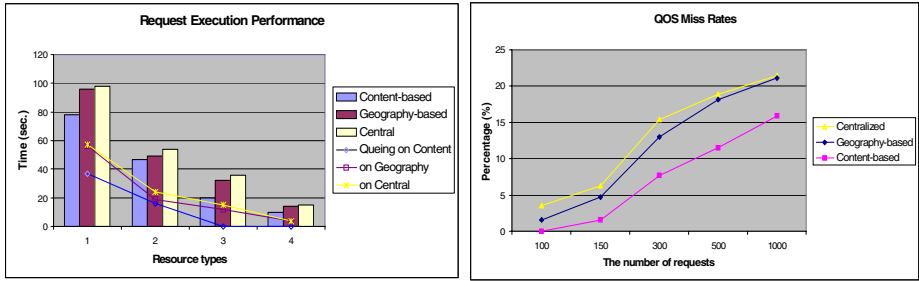 Request Execution Performance
120
100
80
60
40
20
0
1 2 3 4
Time (sec.)
Resource types
Content-based
Geography-based
Central
Queing on Content
on Geography
on Central
QOS Miss Rates
25
20
15
10
5
0
100 150 300 500 1000
Percentage (%)
The number of requests
Centralized
Geography-based
Content-based